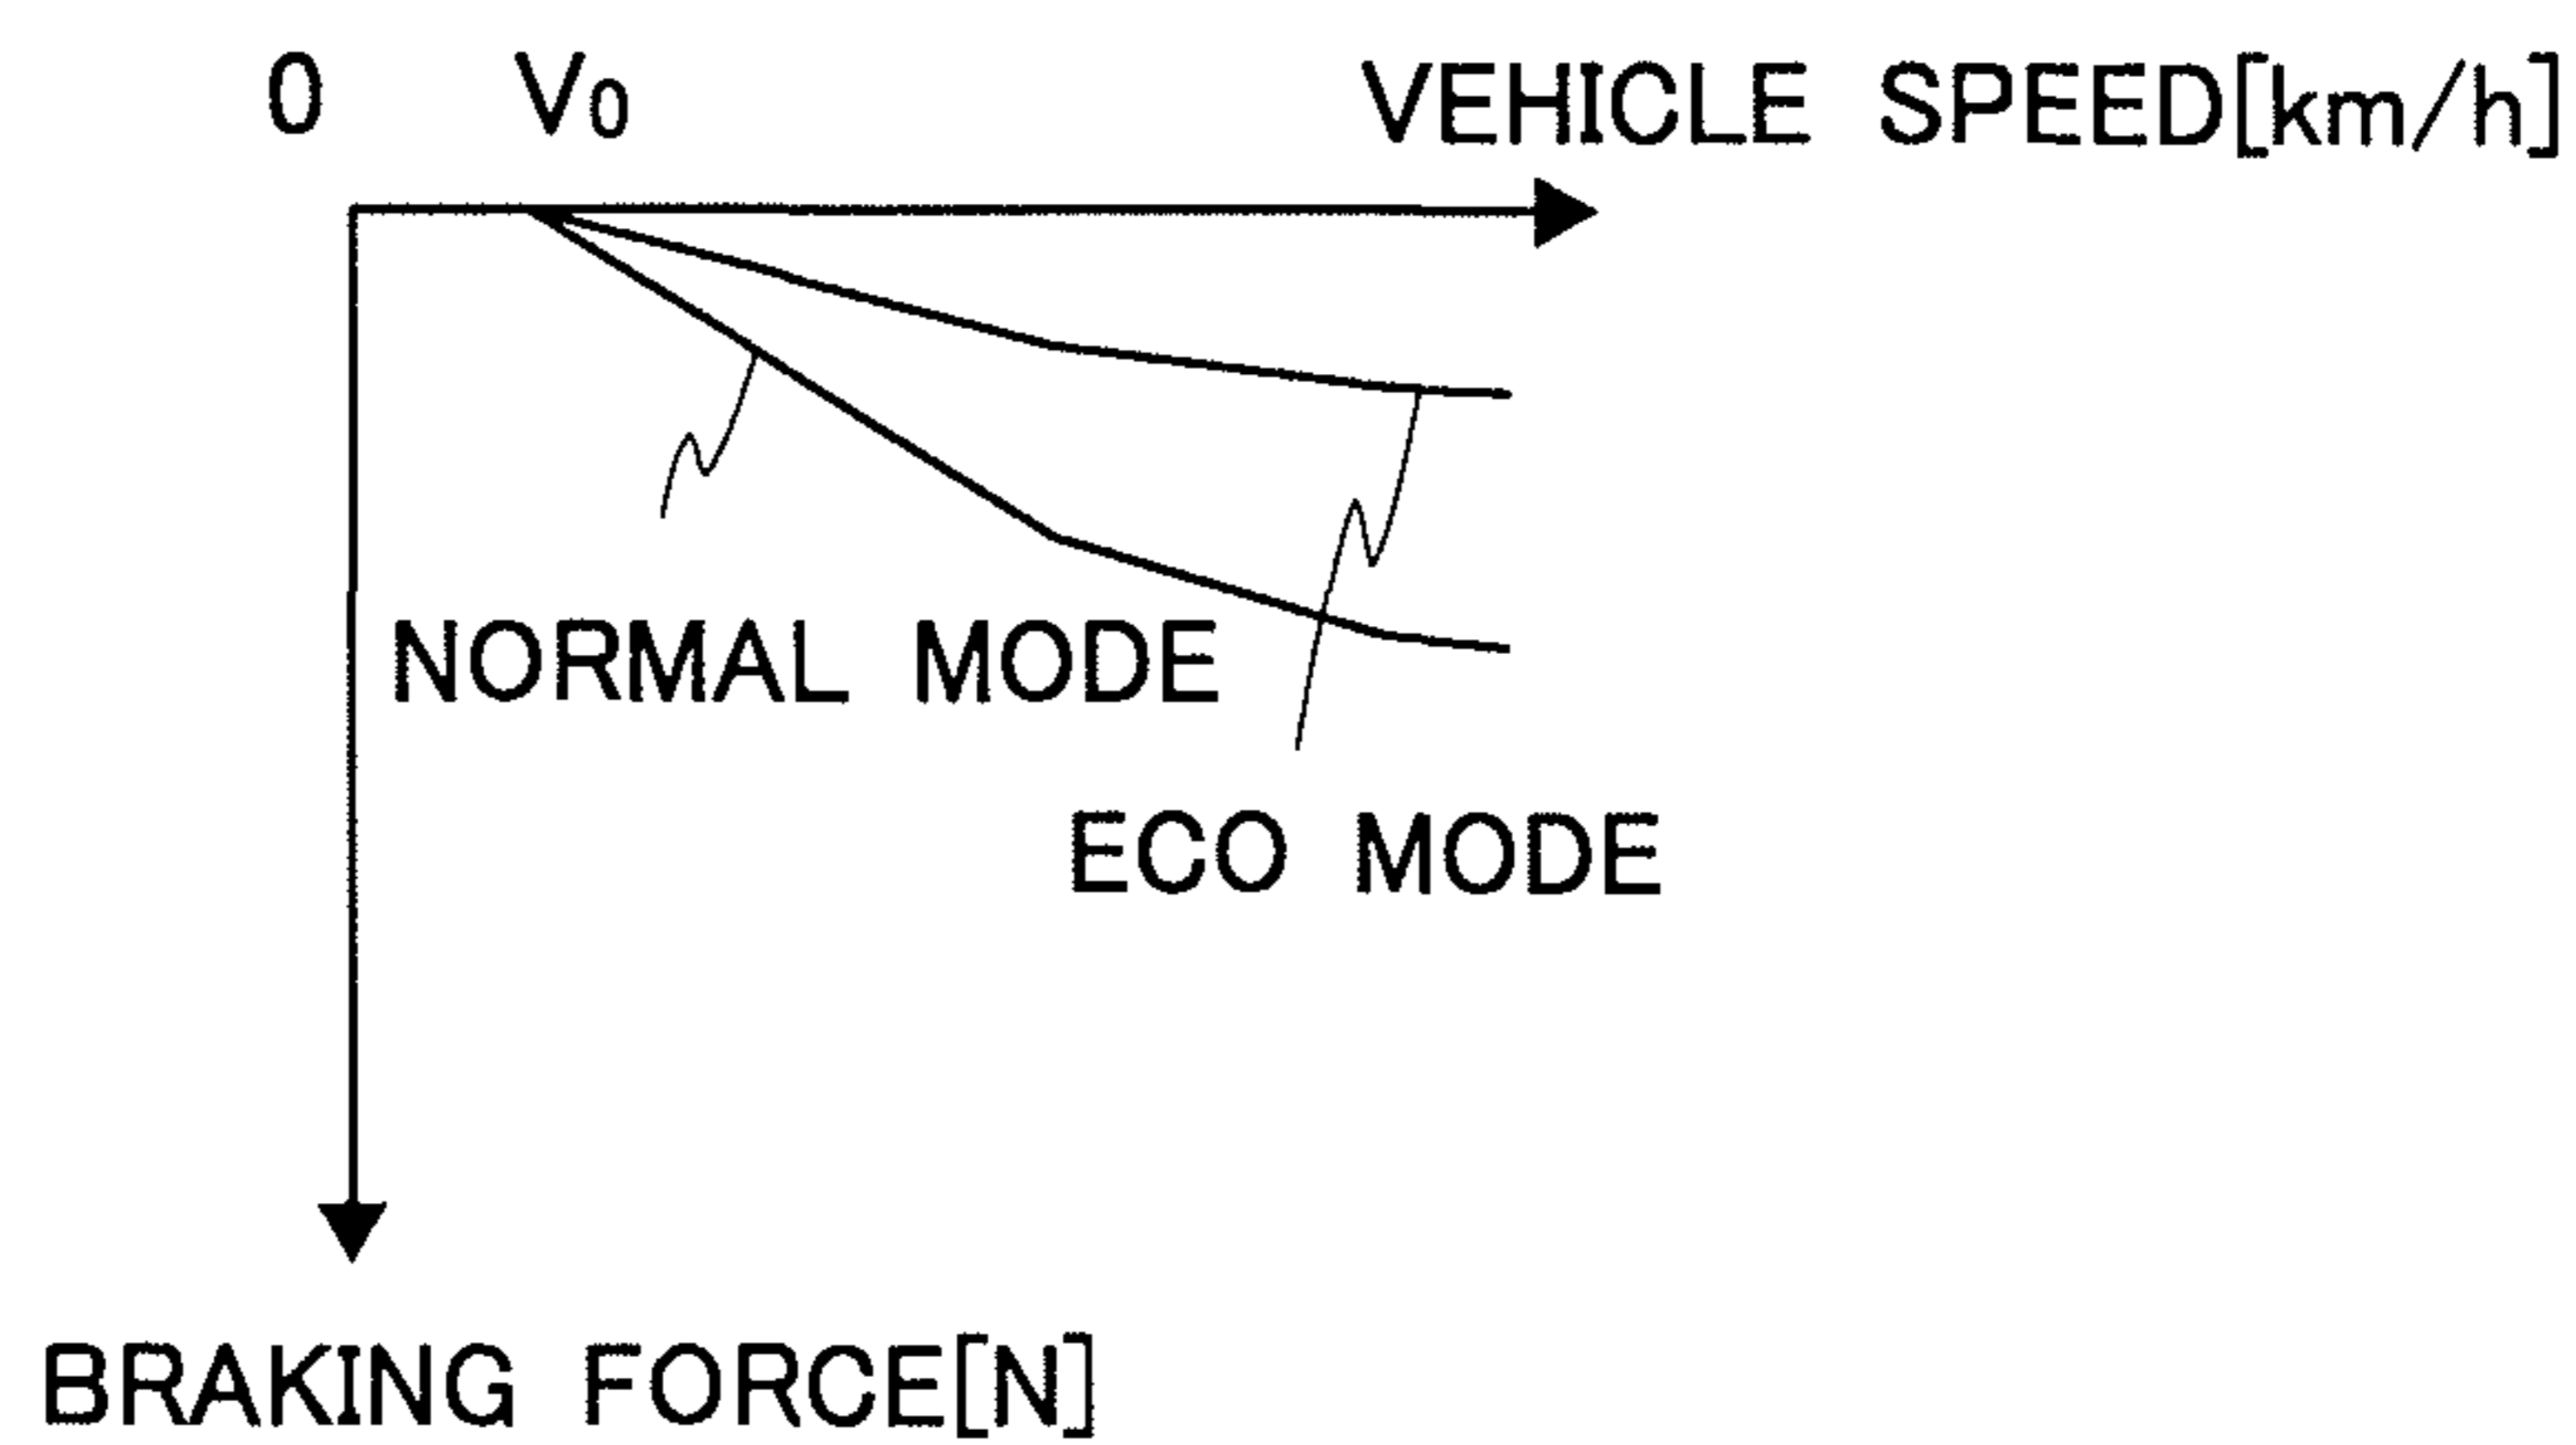 0 V₀ VEHICLE SPEED[km/h]
NORMAL MODE
ECO MODE
BRAKING FORCE[N]